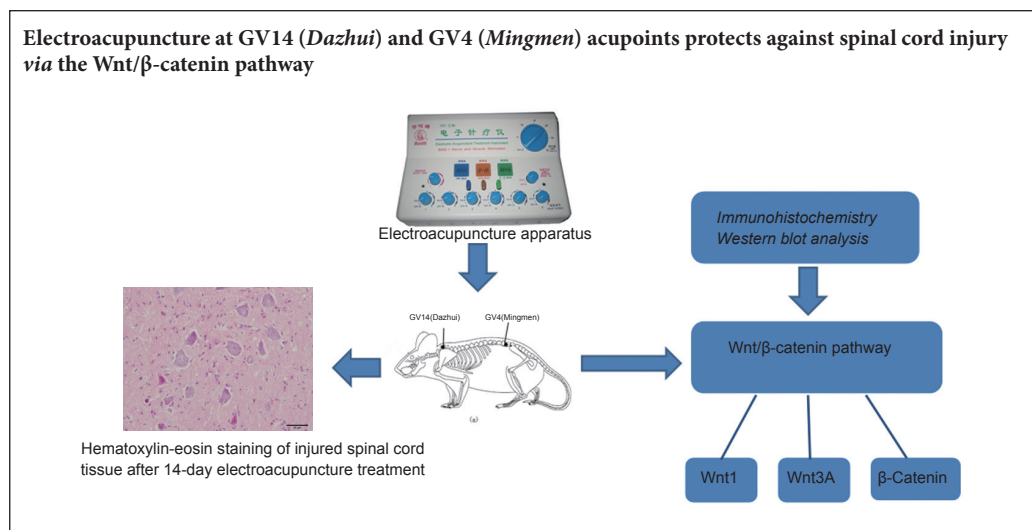 Electroacupuncture at GV14 (Dazhui) and GV4 (Mingmen) acupoints protects against spinal cord injury
via the Wnt/β-catenin pathway
电子针疗仪
Electroacupuncture apparatus
Immunohistochemistry
Western blot analysis
GV14(Dazhui)
GV4(Mingmen)
Wnt/β-catenin pathway
(a)
Hematoxylin-eosin staining of injured spinal cord
tissue after 14-day electroacupuncture treatment
Wnt1
Wnt3A
β-Catenin